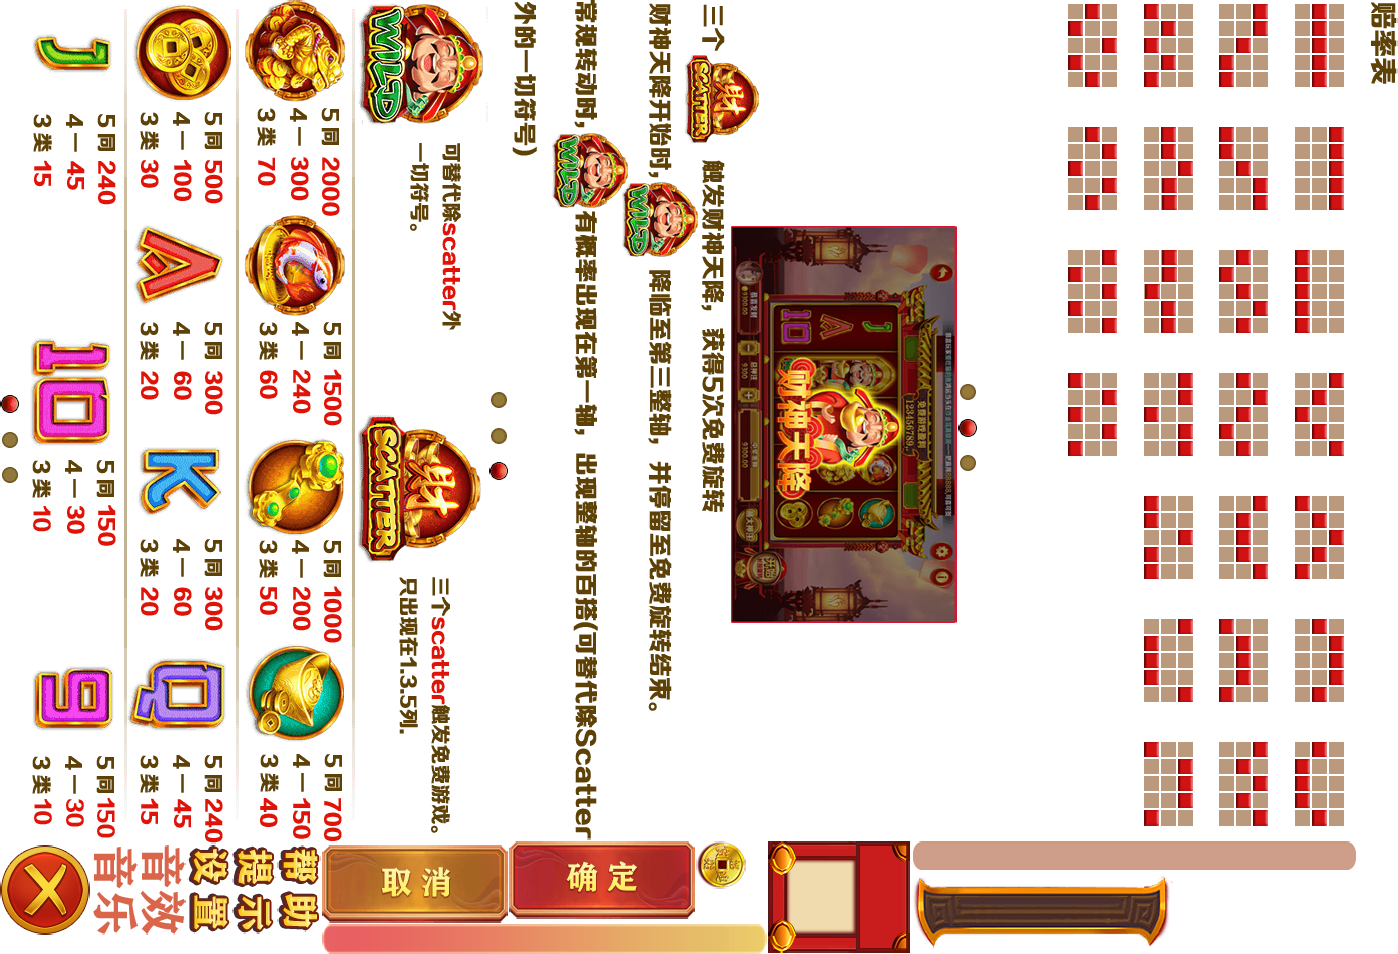 赔率表
三个
SCATTER
财
触发财神天降，获得5次免费旋转
财神天降开始时，
WILD
降临至第三整轴，并停留至免费旋转结束。
常规转动时，
WILD
有概率出现在第一轴，出现整轴的百搭(可替代除Scatter
外的一切符号)
财神天降
免费游戏赢利
123456789
10
A
J
WILD
可替代除scatter外
一切符号。
SCATTER
财
三个scatter触发免费游戏。
只出现在1.3.5列.
5同 2000
4一 300
3类 70
5同 1500
4一 240
3类 60
5同 1000
4一 200
3类 50
5同 700
4一 150
3类 40
5同 500
4一 100
3类 30
A
5同 300
4一 60
3类 20
K
5同 300
4一 60
3类 20
Q
5同 240
4一 45
3类 15
J
5同 240
4一 45
3类 15
10
5同 150
4一 30
3类 10
9
5同 150
4一 30
3类 10
帮助
提示
设置
音效
音乐
取消
确定